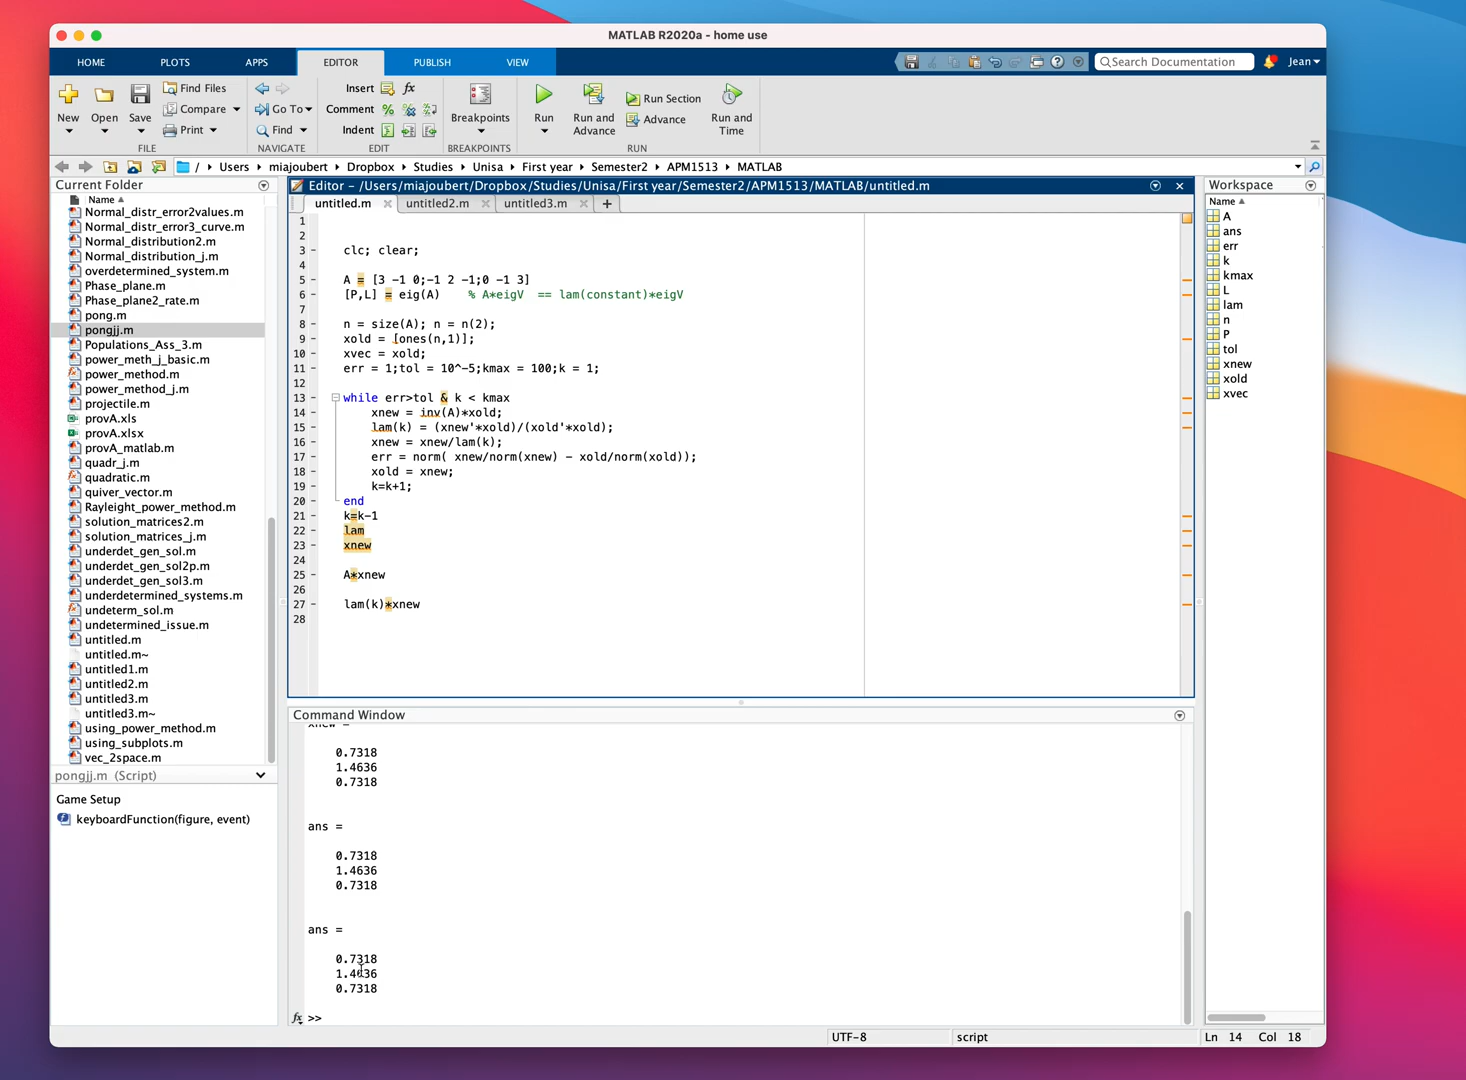 MATLAB R2020a - home use
HOME PLOTS APPS EDITOR PUBLISH VIEW
Search Documentation
Jean
New
Open
Save
Find Files
Compare
Print
FILE
Go To
Find
NAVIGATE
Insert
fx
Comment
Indent
EDIT
Breakpoints
BREAKPOINTS
Run
Run and Advance
Run Section
Advance
Run and Time
RUN
/ Users miajoubert Dropbox Studies Unisa First year Semester2 APM1513 MATLAB
Current Folder
Name
Normal_distr_error2values.m
Normal_distr_error3_curve.m
Normal_distribution2.m
Normal_distribution_j.m
overdetermined_system.m
Phase_plane.m
Phase_plane2_rate.m
pong.m
pongjj.m
Populations_Ass_3.m
power_meth_j_basic.m
power_method.m
power_method_j.m
projectile.m
provA.xls
provA.xlsx
provA_matlab.m
quadr_j.m
quadratic.m
quiver_vector.m
Rayleight_power_method.m
solution_matrices2.m
solution_matrices_j.m
underdet_gen_sol.m
underdet_gen_sol2p.m
underdet_gen_sol3.m
underdetermined_systems.m
undeterm_sol.m
undetermined_issue.m
untitled.m
untitled.m~
untitled1.m
untitled2.m
untitled3.m
untitled3.m~
using_power_method.m
using_subplots.m
vec_2space.m
pongjj.m (Script)
Game Setup
keyboardFunction(figure, event)
Editor - /Users/miajoubert/Dropbox/Studies/Unisa/First year/Semester2/APM1513/MATLAB/untitled.m
untitled.m untitled2.m untitled3.m +
1
2
3 - clc; clear;
4
5 - A = [3 -1 0;-1 2 -1;0 -1 3]
6 - [P,L] = eig(A) % A*eigV == lam(constant)*eigV
7
8 - n = size(A); n = n(2);
9 - xold = [ones(n,1)];
10 - xvec = xold;
11 - err = 1;tol = 10^-5;kmax = 100;k = 1;
12
13 - while err>tol & k < kmax
14 - xnew = inv(A)*xold;
15 - lam(k) = (xnew'*xold)/(xold'*xold);
16 - xnew = xnew/lam(k);
17 - err = norm( xnew/norm(xnew) - xold/norm(xold));
18 - xold = xnew;
19 - k=k+1;
20 - end
21 - k=k-1
22 - lam
23 - xnew
24
25 - A*xnew
26
27 - lam(k)*xnew
28
Command Window
xnew =
0.7318
1.4636
0.7318
ans =
0.7318
1.4636
0.7318
ans =
0.7318
1.4636
0.7318
fx >>
Workspace
Name
A
ans
err
k
kmax
L
lam
n
P
tol
xnew
xold
xvec
UTF-8
script
Ln 14 Col 18